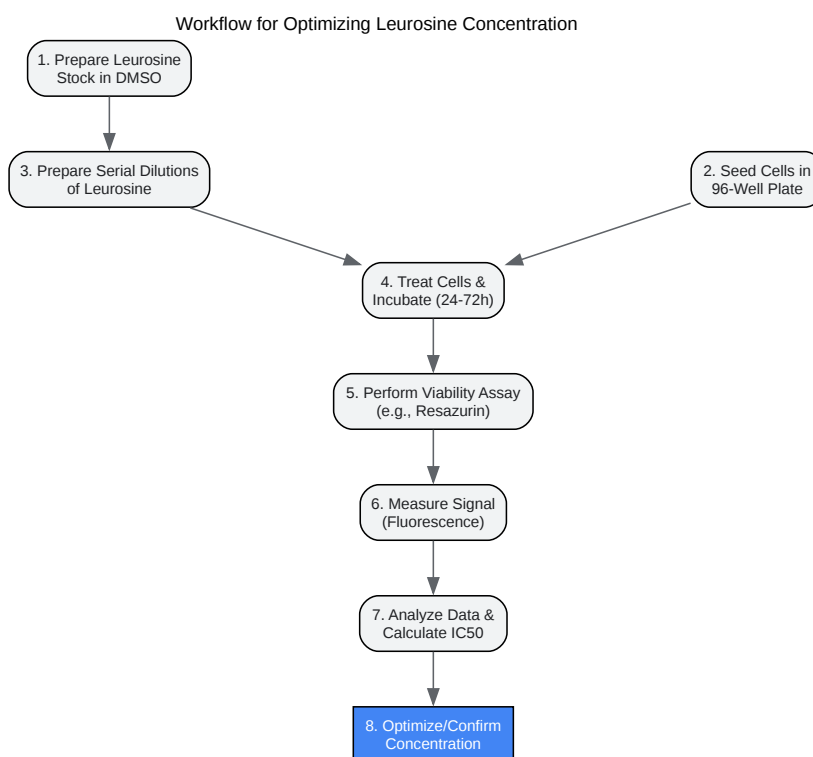 Workflow for Optimizing Leurosine Concentration
1. Prepare Leurosine
Stock in DMSO
3. Prepare Serial Dilutions
of Leurosine
2. Seed Cells in
96-Well Plate
4. Treat Cells &
Incubate (24-72h)
5. Perform Viability Assay
(e.g., Resazurin)
6. Measure Signal
(Fluorescence)
7. Analyze Data &
Calculate IC50
8. Optimize/Confirm
Concentration